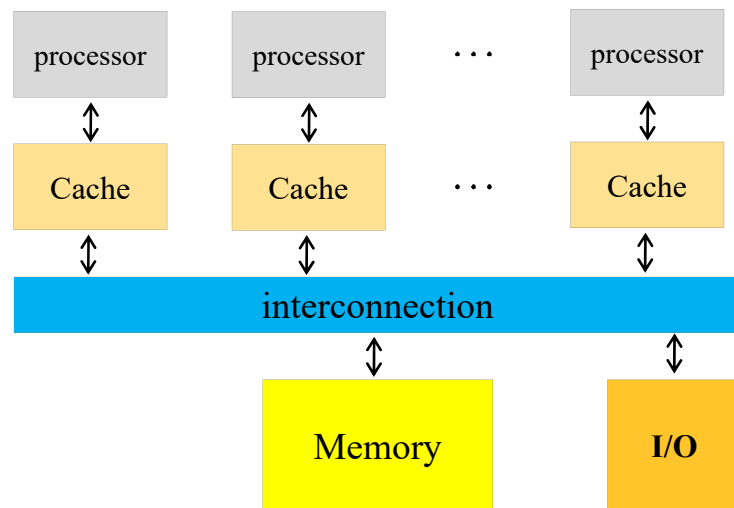 processor processor . . . processor
Cache Cache . . . Cache
interconnection
Memory I/O